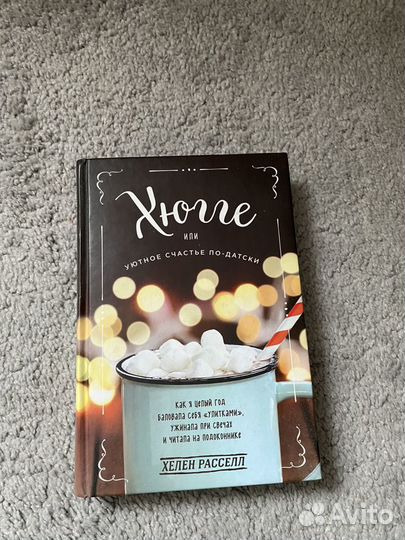 Хюгге
или
уютное счастье по-датски
как я целый год
баловала себя «улитками»,
ужинала при свечах
и читала на подоконнике
Хелен Расселл
Avito